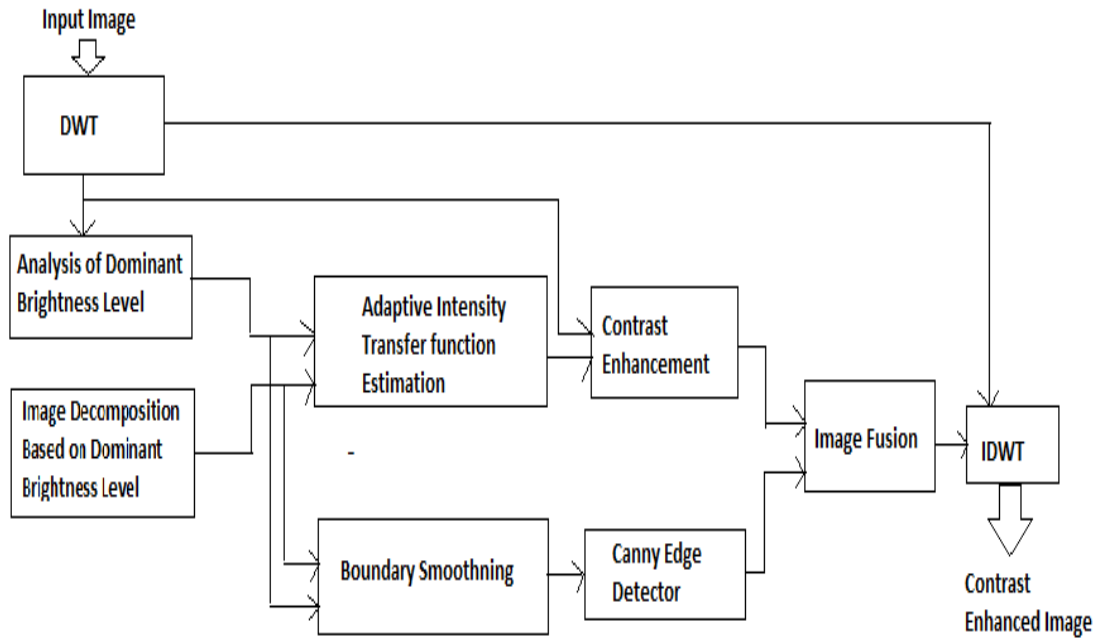 Input Image
DWT
Analysis of Dominant
Brightness Level
Adaptive Intensity
Transfer function
Estimation
Contrast
Enhancement
Image Decomposition
Based on Dominant
Brightness Level
Image Fusion
IDWT
Boundary Smoothning
Canny Edge
Detector
Contrast
Enhanced Image